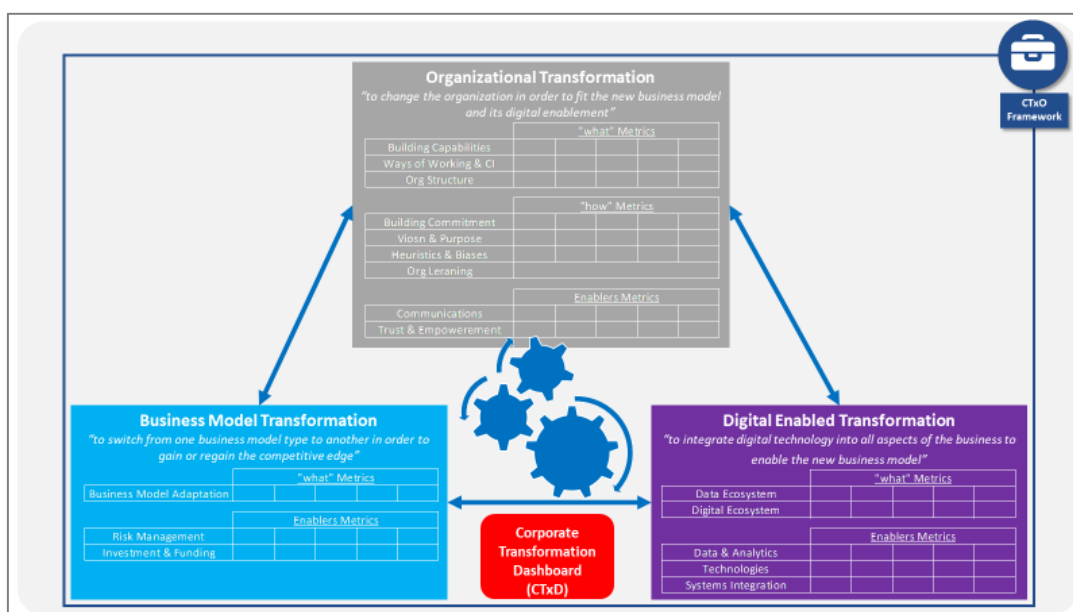 CTxO
Framework
Organizational Transformation
"to change the organization in order to fit the new business model
and its digital enablement"
"what" Metrics
Building Capabilities
Ways of Working & CI
Org Structure
"how" Metrics
Building Commitment
Viosn & Purpose
Heuristics & Biases
Org Leraning
Enablers Metrics
Communications
Trust & Empowerement
Business Model Transformation
"to switch from one business model type to another in order to
gain or regain the competitive edge"
"what" Metrics
Business Model Adaptation
Enablers Metrics
Risk Management
Investment & Funding
Corporate
Transformation
Dashboard
(CTxD)
Digital Enabled Transformation
"to integrate digital technology into all aspects of the business to
enable the new business model"
"what" Metrics
Data Ecosystem
Digital Ecosystem
Enablers Metrics
Data & Analytics
Technologies
Systems Integration